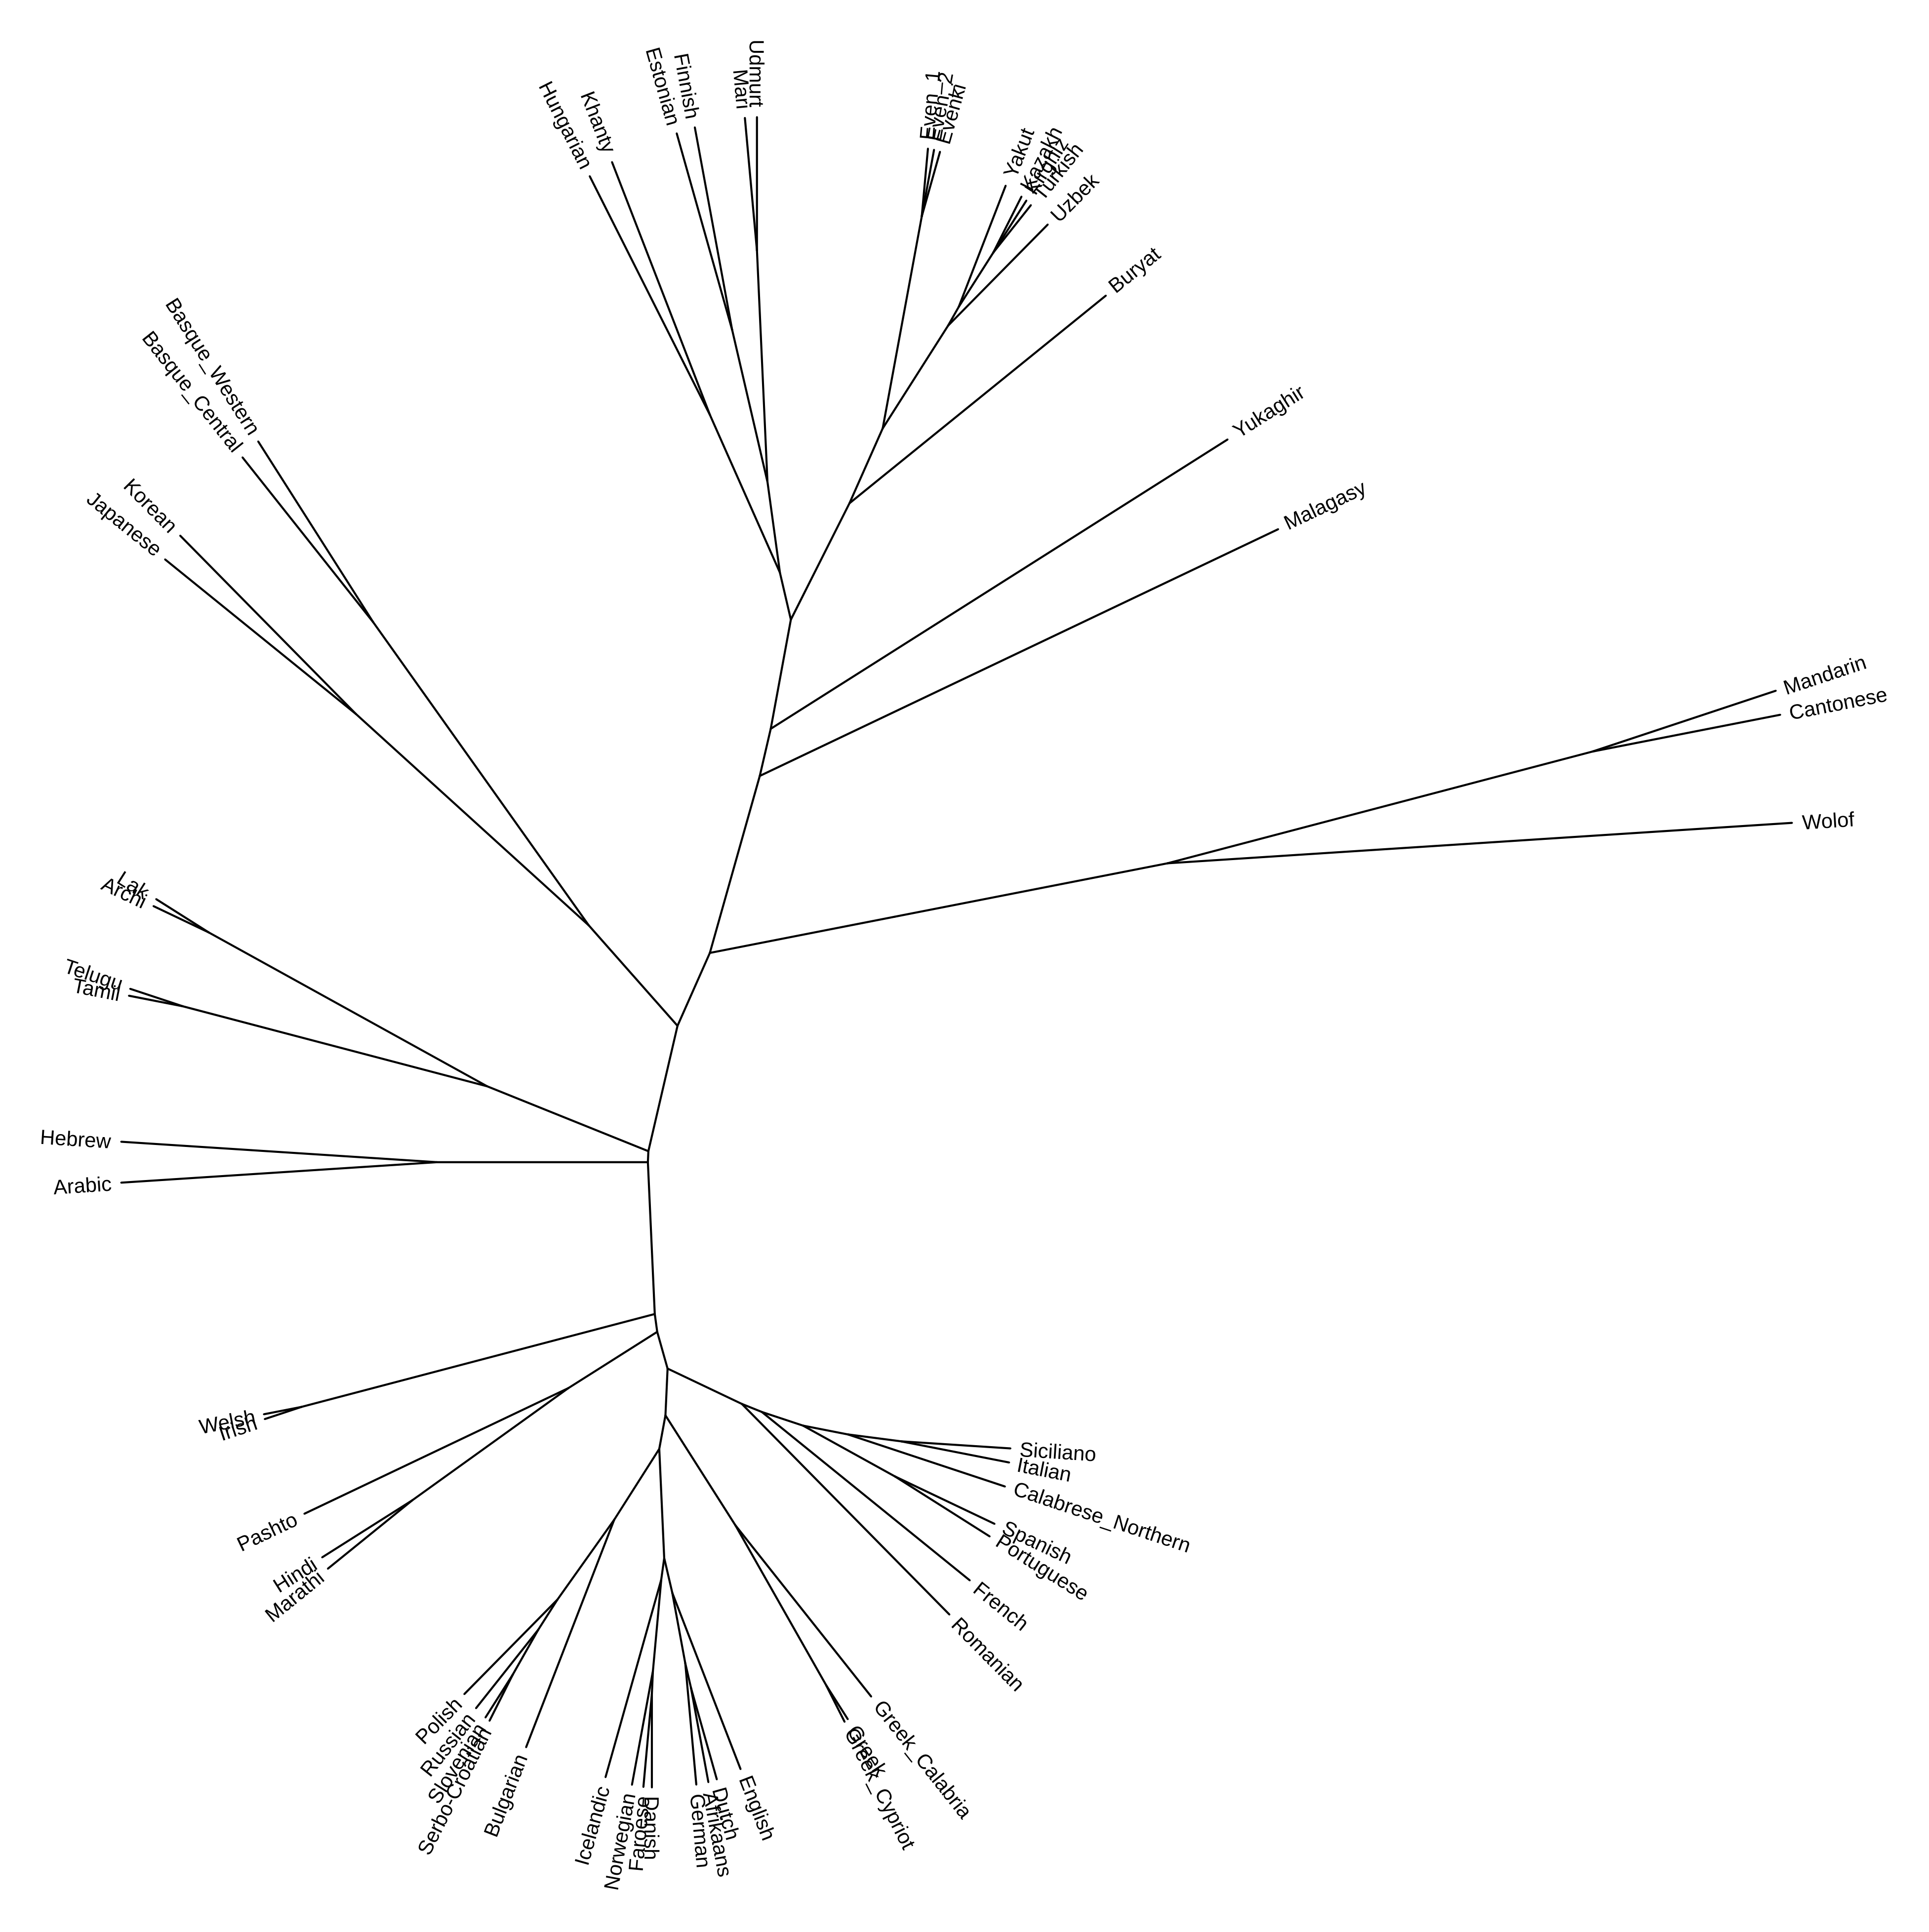 Udmurt
Mari
Finnish
Estonian
Khanty
Hungarian
Even_1
Even_2
Evenki
Yakut
Kazakh
Kirghiz
Turkish
Uzbek
Buryat
Yukaghir
Malagasy
Mandarin
Cantonese
Wolof
Basque_Western
Basque_Central
Korean
Japanese
Lak
Archi
Telugu
Tamil
Hebrew
Arabic
Welsh
Irish
Pashto
Hindi
Marathi
Polish
Russian
Slovenian
Serbo-Croatian
Bulgarian
Icelandic
Norwegian
Faroese
Danish
German
Afrikaans
Dutch
English
Greek_Cypriot
Greek
Greek_Calabria
Romanian
French
Portuguese
Spanish
Calabrese_Northern
Italian
Siciliano